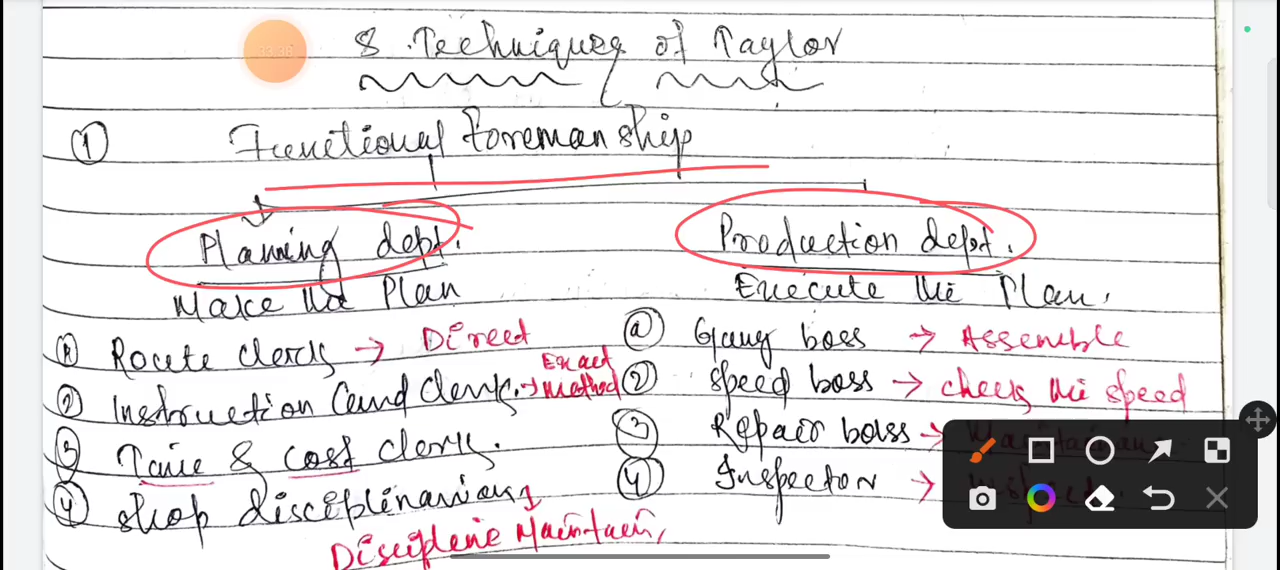 8 Techniques of Taylor
① Functional Foremanship
Planning dept.
Production dept.
Make the Plan
Execute the Plan.
① Route clerk → Direct
② Instruction Card Clerk. → Exact Method
③ Time & Cost clerk.
④ Shop disciplinarian
Discipline Maintain,
ⓐ Gang boss → Assemble
② Speed boss → check the speed
③ Repair boss →
④ Inspector →